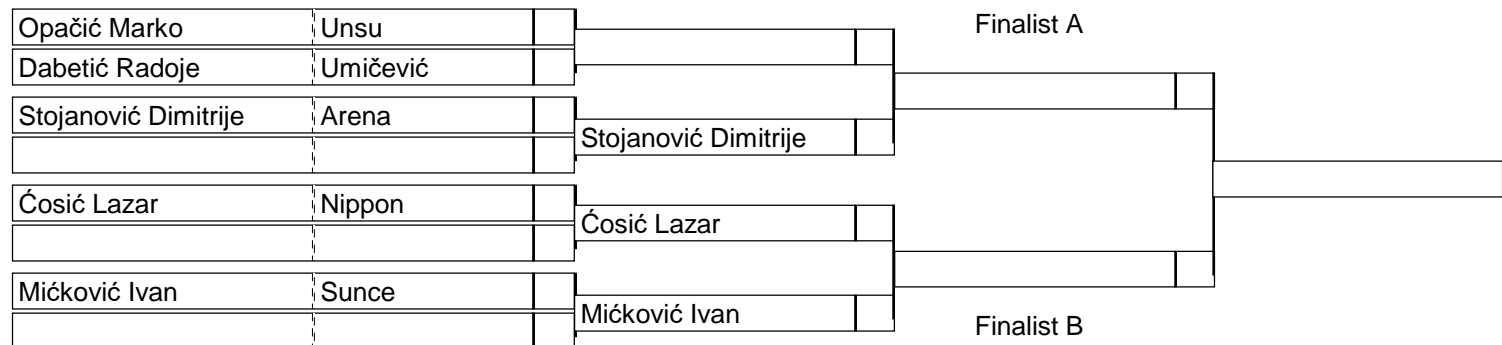 Opačić Marko Unsu
Dabetić Radoje Umičević
Stojanović Dimitrije Arena
Ćosić Lazar Nippon
Mićković Ivan Sunce
Stojanović Dimitrije
Ćosić Lazar
Mićković Ivan
Finalist A
Finalist B